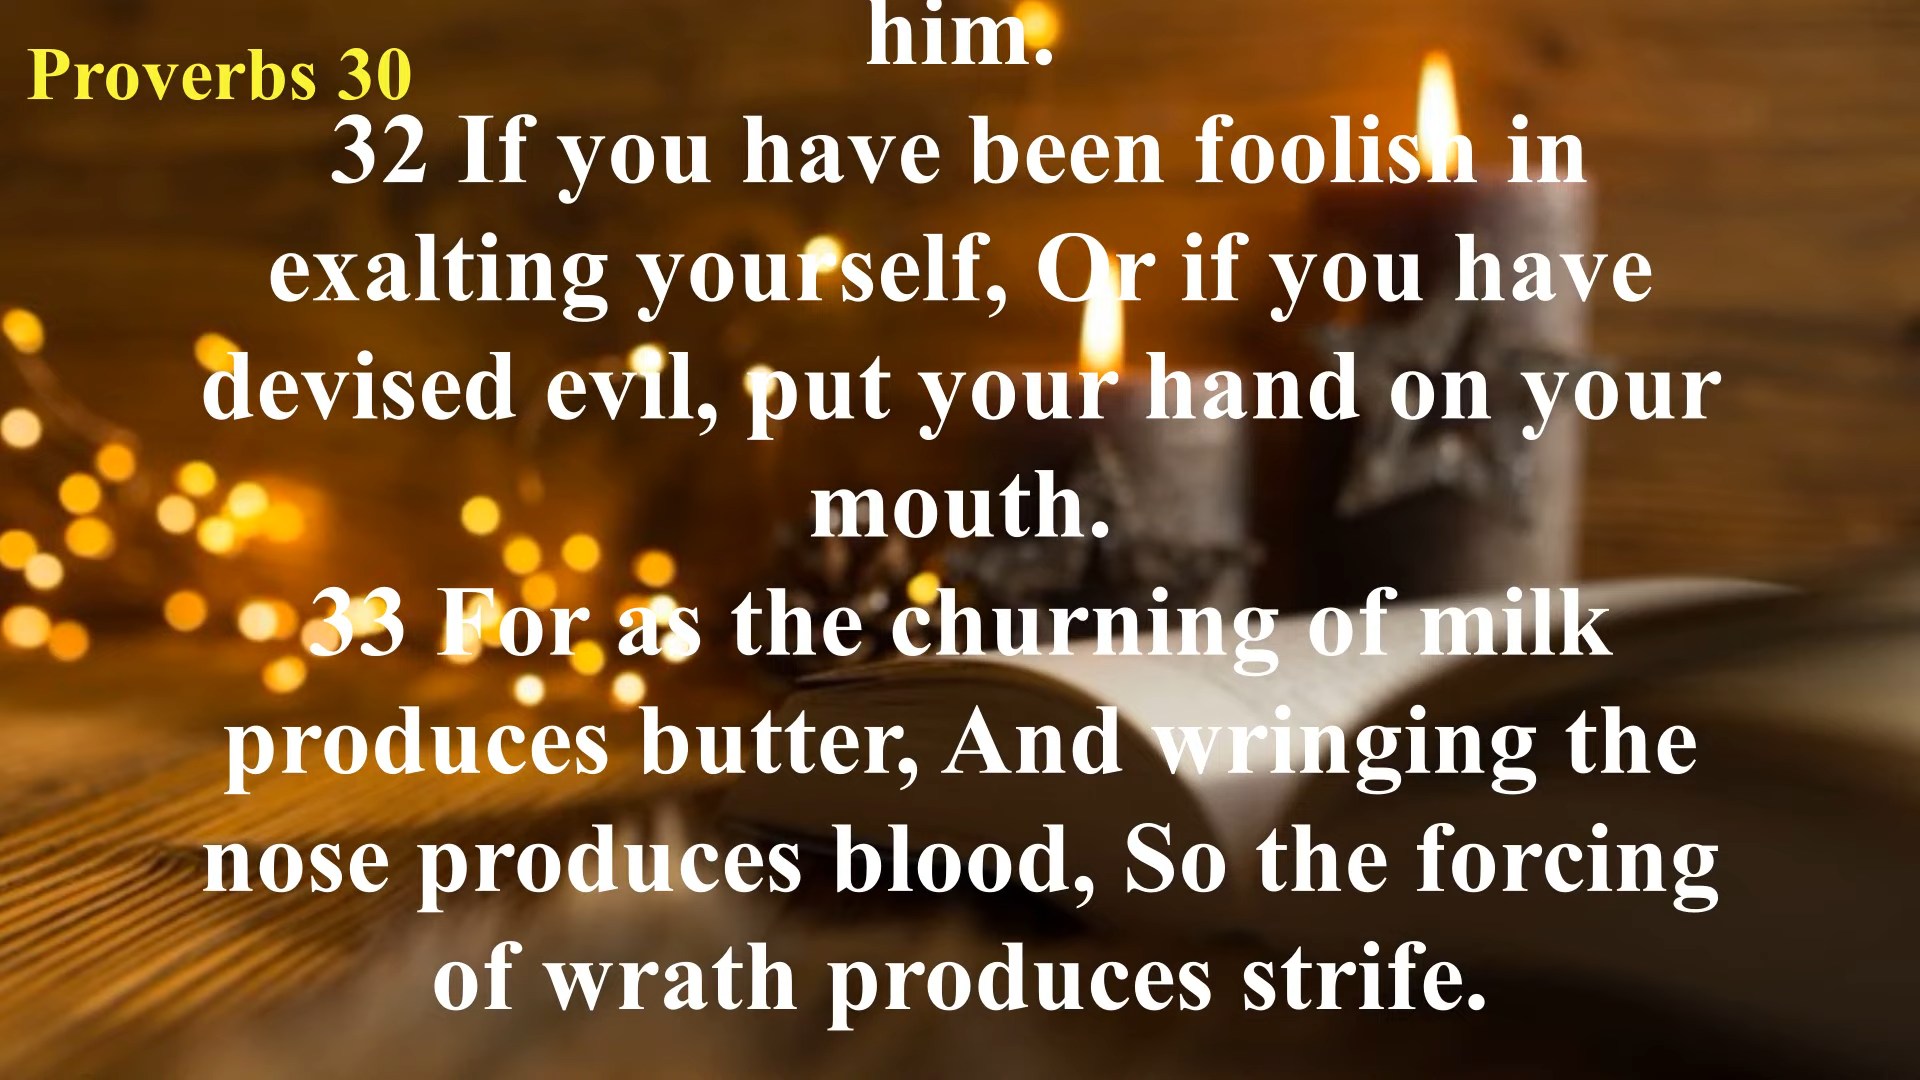 him.
Proverbs 30
32 If you have been foolish in
exalting yourself, Or if you have
devised evil, put your hand on your
mouth.
33 For as the churning of milk
produces butter, And wringing the
nose produces blood, So the forcing
of wrath produces strife.